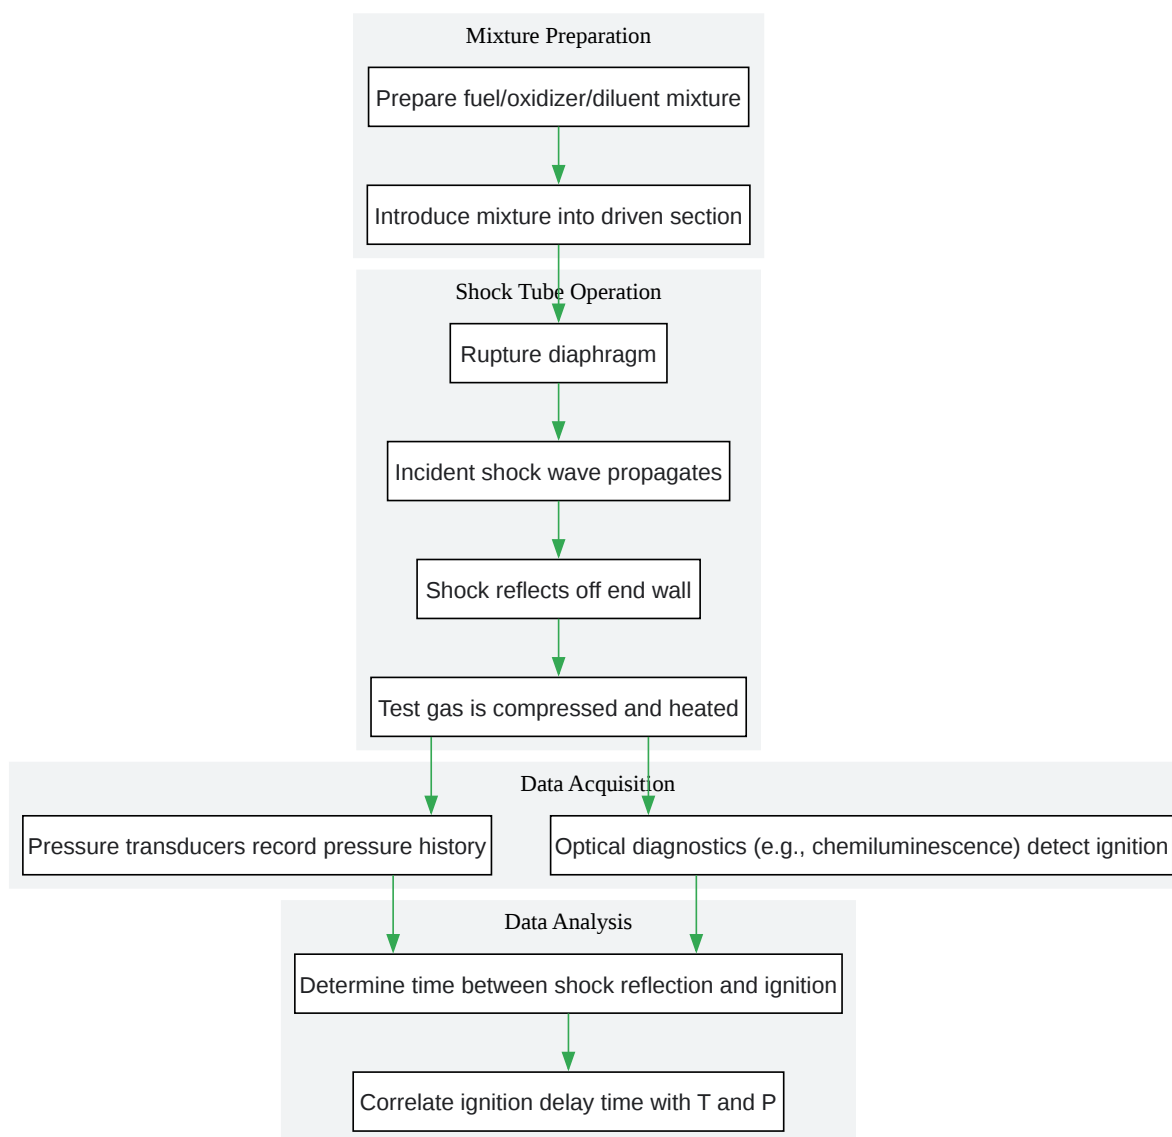 Mixture Preparation
Prepare fuel/oxidizer/diluent mixture
Introduce mixture into driven section
Shock Tube Operation
Rupture diaphragm
Incident shock wave propagates
Shock reflects off end wall
Test gas is compressed and heated
Data Acquisition
Pressure transducers record pressure history
Optical diagnostics (e.g., chemiluminescence) detect ignition
Data Analysis
Determine time between shock reflection and ignition
Correlate ignition delay time with T and P